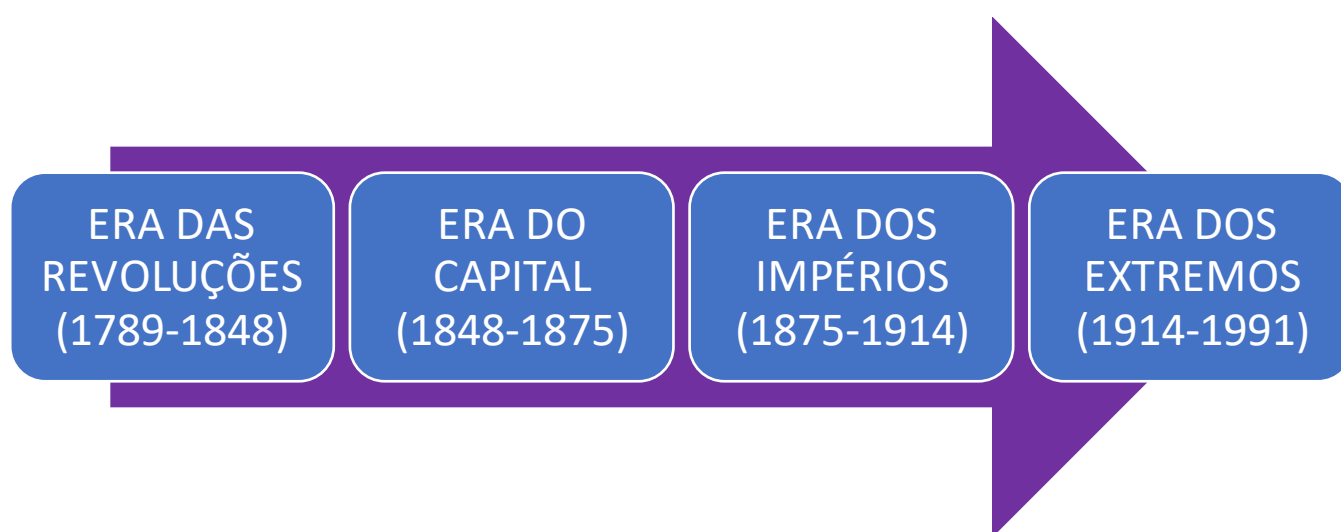 ERA DAS
REVOLUÇÕES
(1789-1848)
ERA DO
CAPITAL
(1848-1875)
ERA DOS
IMPÉRIOS
(1875-1914)
ERA DOS
EXTREMOS
(1914-1991)